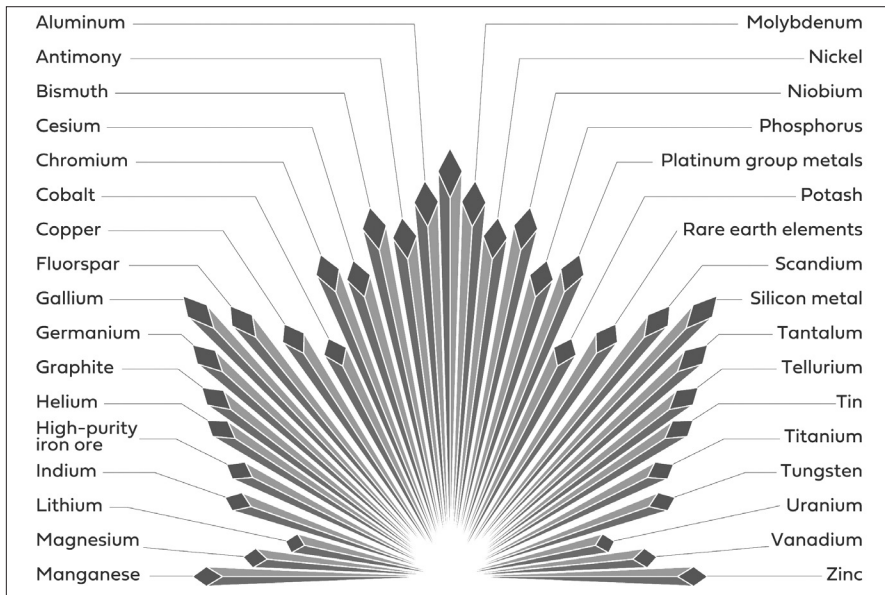 Aluminum
Antimony
Bismuth
Cesium
Chromium
Cobalt
Copper
Fluorspar
Gallium
Germanium
Graphite
Helium
High-purity
iron ore
Indium
Lithium
Magnesium
Manganese
Molybdenum
Nickel
Niobium
Phosphorus
Platinum group metals
Potash
Rare earth elements
Scandium
Silicon metal
Tantalum
Tellurium
Tin
Titanium
Tungsten
Uranium
Vanadium
Zinc